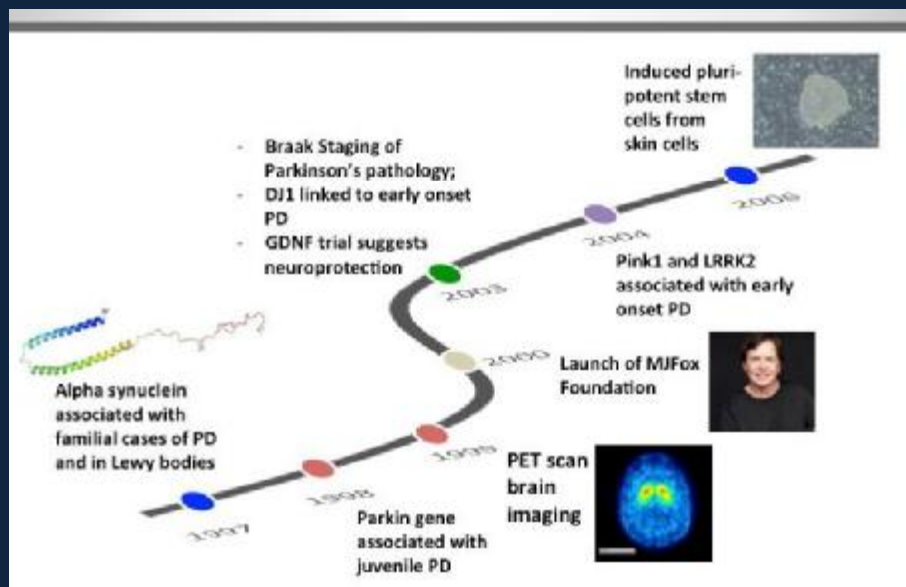 Induced pluri-
potent stem
cells from
skin cells
- Braak Staging of
Parkinson's pathology;
- DJ1 linked to early onset
PD
- GDNF trial suggests
neuroprotection
2006
2004
2003
Pink1 and LRRK2
associated with early
onset PD
2000
Launch of MJFox
Foundation
Alpha synuclein
associated with
familial cases of PD
and in Lewy bodies
1999
PET scan
brain
imaging
1998
1997
Parkin gene
associated with
juvenile PD